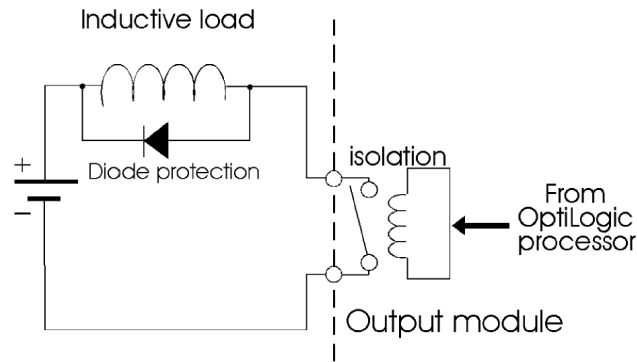 Inductive load
Diode protection
+
−
isolation
From
OptiLogic
processor
Output module